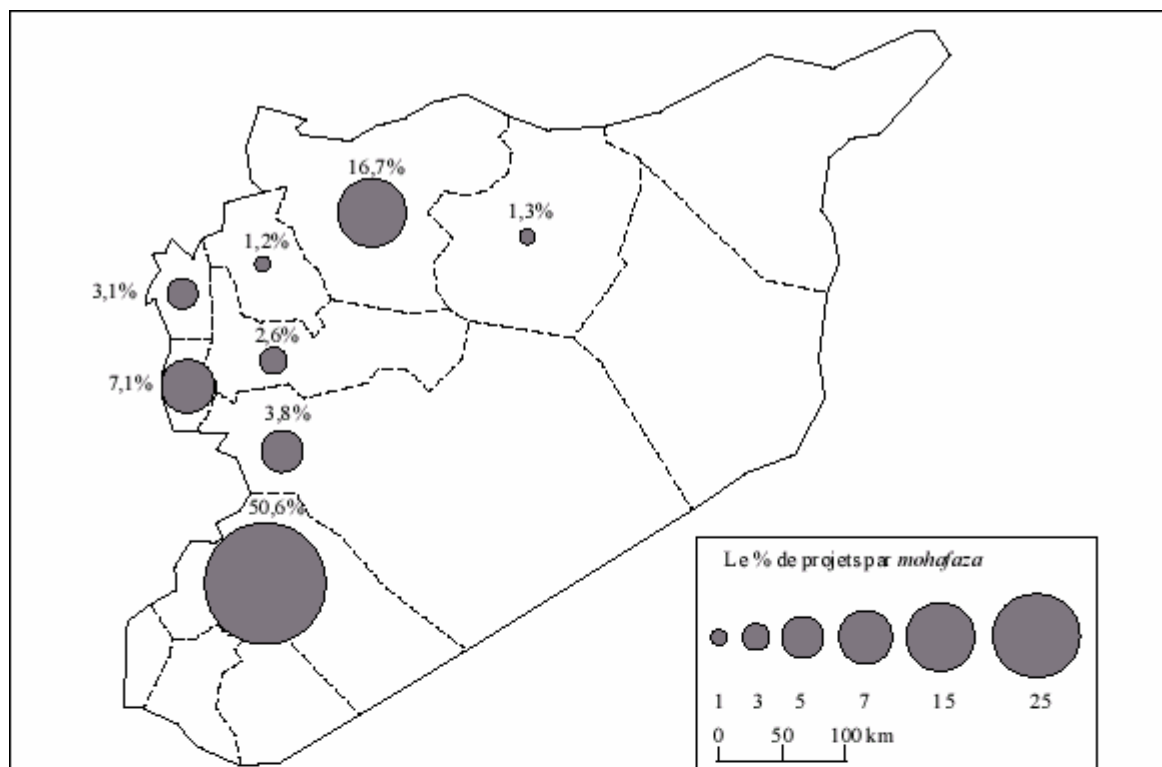 16,7%
1,3%
1,2%
3,1%
2,6%
7,1%
3,8%
50,6%
Le % de projets par mohafaza
1 3 5 7 15 25
0 50 100 km